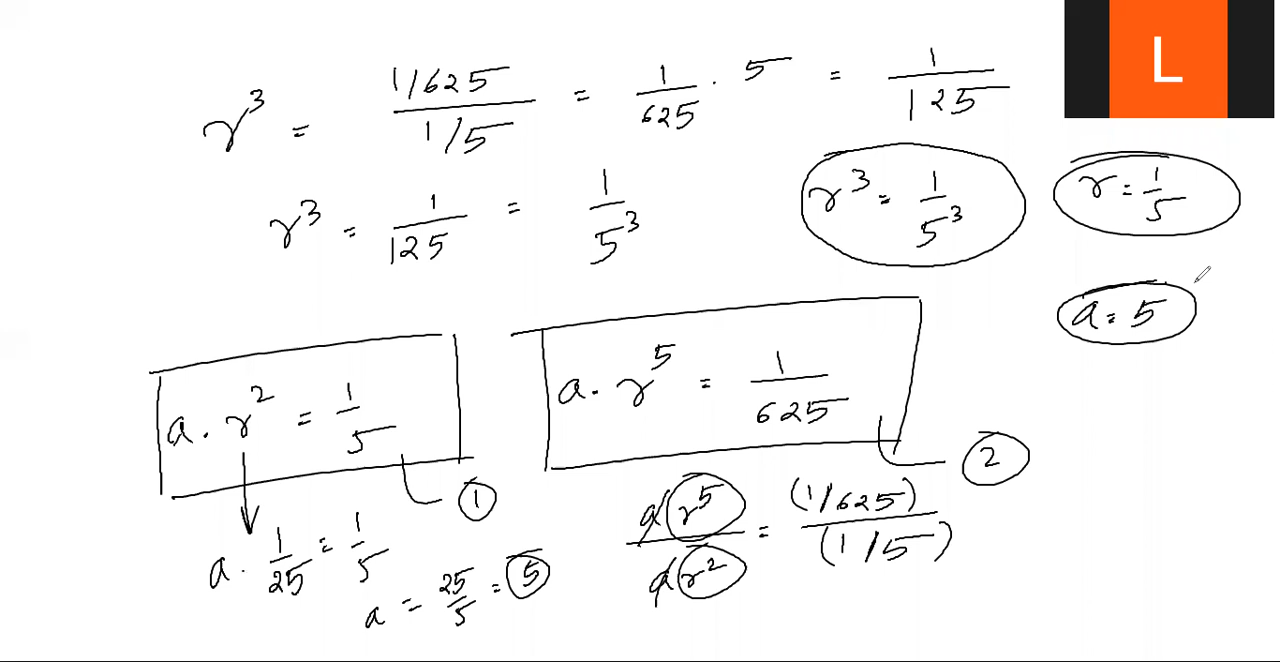 L
r³ = (1/625)/(1/5) = 1/625 · 5 = 1/125
r³ = 1/125 = 1/5³
r³ = 1/5³
r = 1/5
a = 5
a · r² = 1/5
1
a · r⁵ = 1/625
2
a · 1/25 = 1/5
a = 25/5 = 5
a r⁵ / a r² = (1/625) / (1/5)